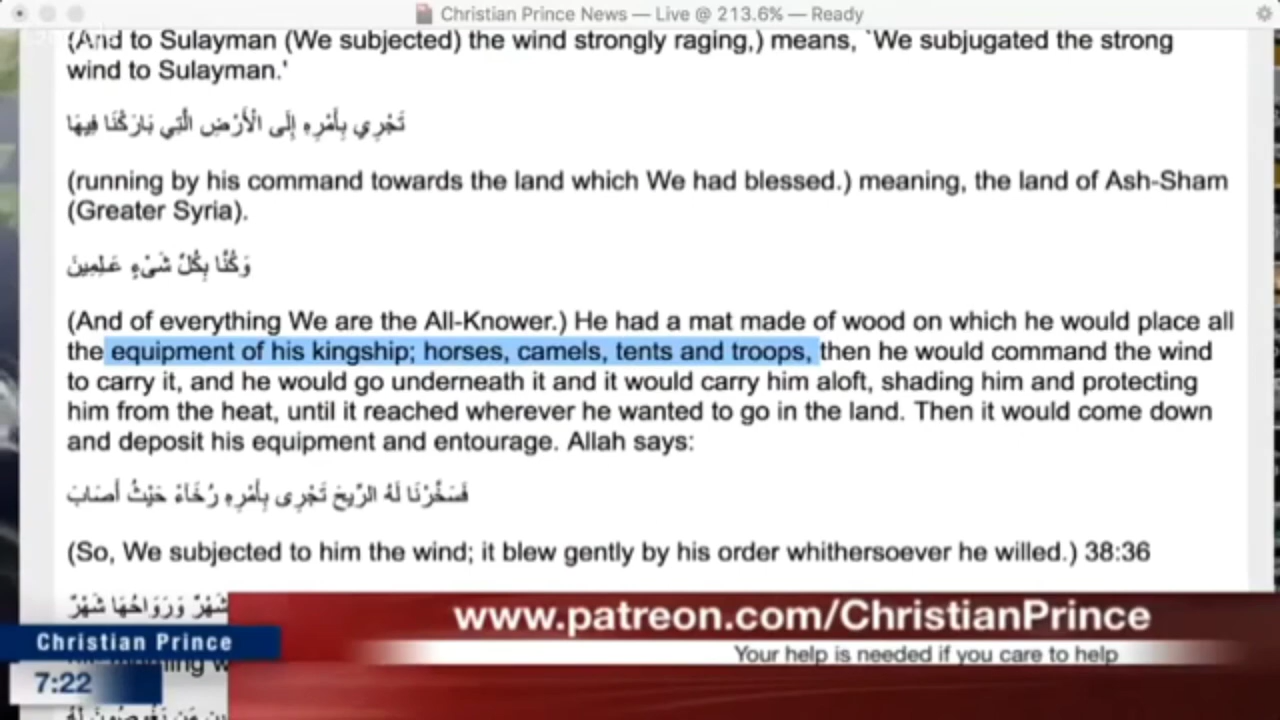 Christian Prince News — Live @ 213.6% — Ready
(And to Sulayman (We subjected) the wind strongly raging,) means, `We subjugated the strong
wind to Sulayman.'
تَجْرِي بِأَمْرِهِ إِلَى الْأَرْضِ الَّتِي بَارَكْنَا فِيهَا
(running by his command towards the land which We had blessed.) meaning, the land of Ash-Sham
(Greater Syria).
وَكُنَّا بِكُلِّ شَىْءٍ عَـلِمِينَ
(And of everything We are the All-Knower.) He had a mat made of wood on which he would place all
the equipment of his kingship; horses, camels, tents and troops, then he would command the wind
to carry it, and he would go underneath it and it would carry him aloft, shading him and protecting
him from the heat, until it reached wherever he wanted to go in the land. Then it would come down
and deposit his equipment and entourage. Allah says:
فَسَخَّرْنَا لَهُ الرِّيحَ تَجْرِى بِأَمْرِهِ رُخَآءً حَيْثُ أَصَابَ
(So, We subjected to him the wind; it blew gently by his order whithersoever he willed.) 38:36
شَهْرٌ وَرَوَاحُهَا شَهْرٌ
www.patreon.com/ChristianPrince
Christian Prince
Your help is needed if you care to help
7:22